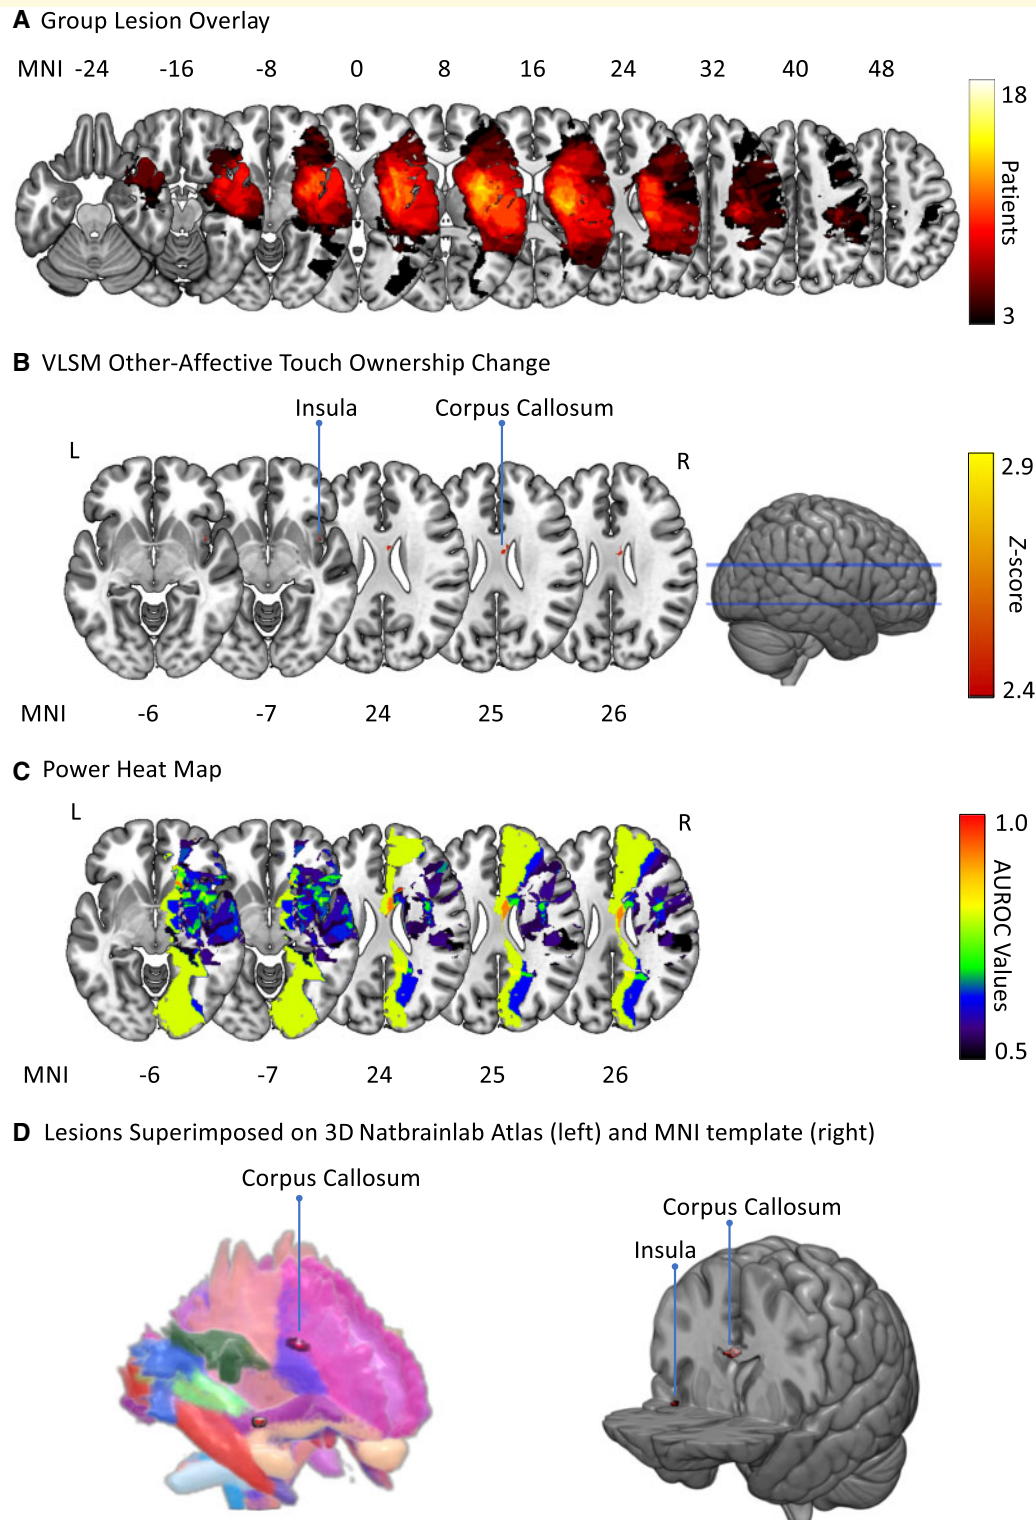 A Group Lesion Overlay
MNI -24 -16 -8 0 8 16 24 32 40 48
18
Patients
3
B VLSM Other-Affective Touch Ownership Change
Insula Corpus Callosum
L
R
2.9
Z-score
2.4
MNI -6 -7 24 25 26
C Power Heat Map
L
R
1.0
AUROC Values
0.5
MNI -6 -7 24 25 26
D Lesions Superimposed on 3D Natbrainlab Atlas (left) and MNI template (right)
Corpus Callosum
Corpus Callosum
Insula